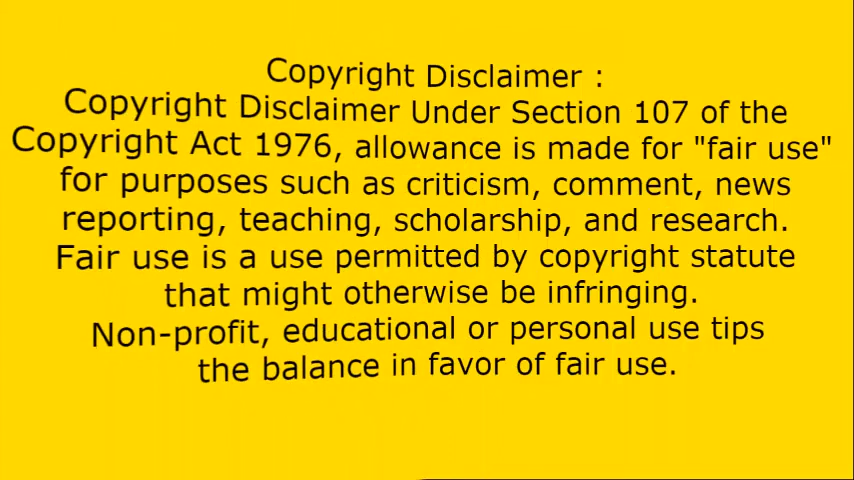 Copyright Disclaimer :
Copyright Disclaimer Under Section 107 of the
Copyright Act 1976, allowance is made for "fair use"
for purposes such as criticism, comment, news
reporting, teaching, scholarship, and research.
Fair use is a use permitted by copyright statute
that might otherwise be infringing.
Non-profit, educational or personal use tips
the balance in favor of fair use.